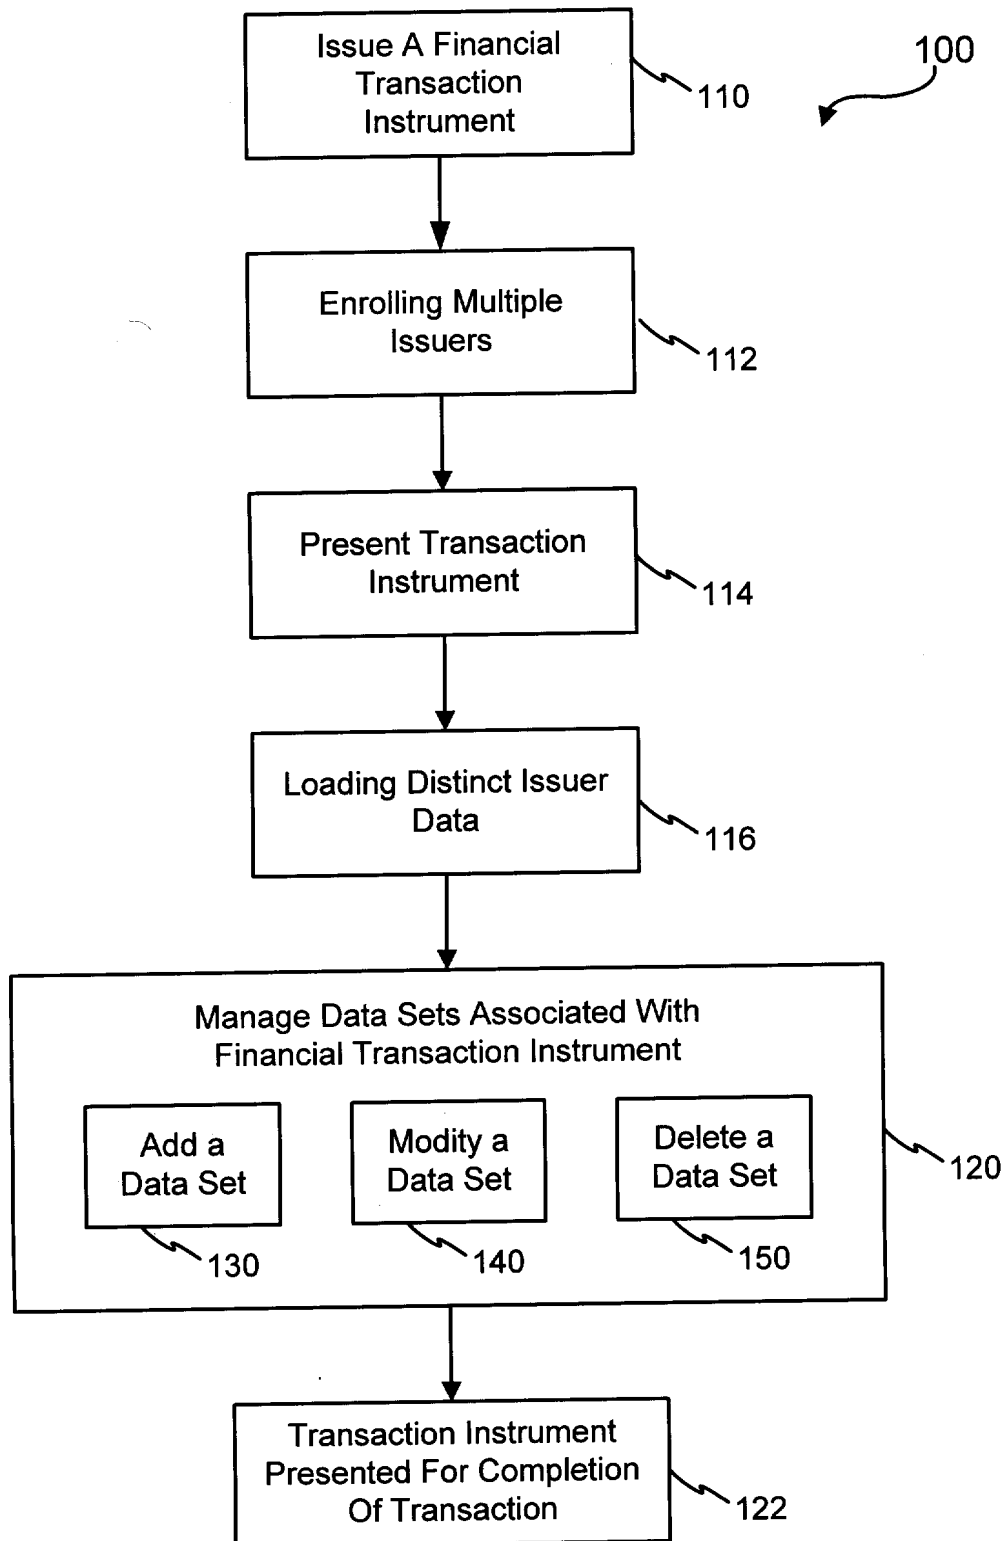 Issue A Financial
Transaction
Instrument
100
110
Enrolling Multiple
Issuers
112
Present Transaction
Instrument
114
Loading Distinct Issuer
Data
116
Manage Data Sets Associated With
Financial Transaction Instrument
Add a
Data Set
Modity a
Data Set
Delete a
Data Set
120
130
140
150
Transaction Instrument
Presented For Completion
Of Transaction
122